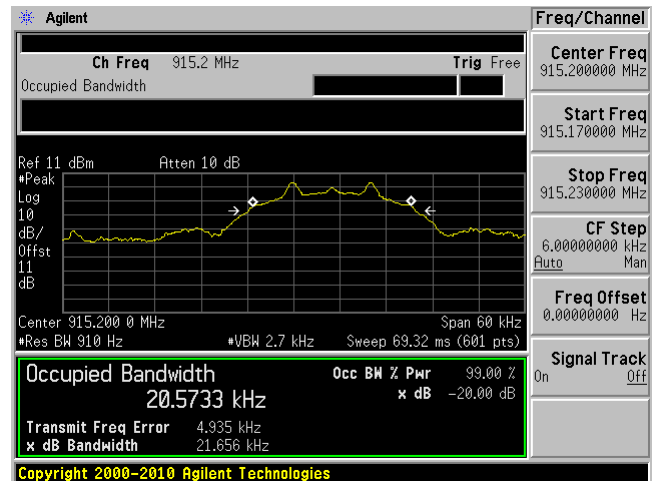 Agilent
Freq/Channel
Ch Freq 915.2 MHz Trig Free
Occupied Bandwidth
Center Freq
915.200000 MHz
Start Freq
915.170000 MHz
Stop Freq
915.230000 MHz
CF Step
6.00000000 kHz
Auto Man
Freq Offset
0.00000000 Hz
Signal Track
On Off
Ref 11 dBm Atten 10 dB
#Peak
Log
10
dB/
Offst
11
dB
Center 915.200 0 MHz Span 60 kHz
#Res BW 910 Hz #VBW 2.7 kHz Sweep 69.32 ms (601 pts)
Occupied Bandwidth Occ BW % Pwr 99.00 %
20.5733 kHz x dB -20.00 dB
Transmit Freq Error 4.935 kHz
x dB Bandwidth 21.656 kHz
Copyright 2000-2010 Agilent Technologies